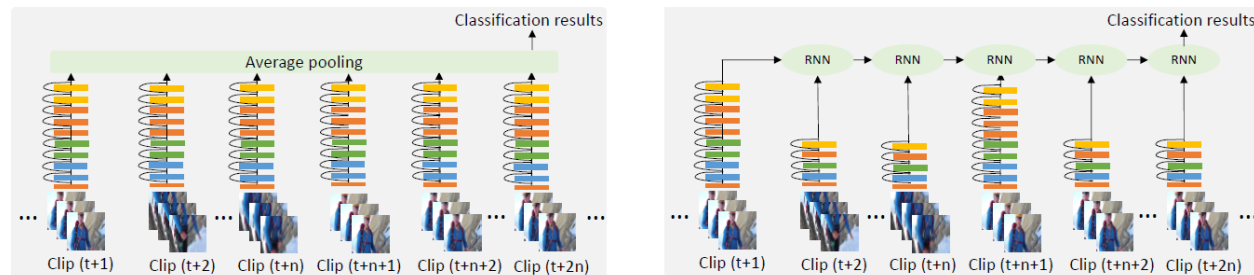 Classification results
Average pooling
... ... ... ...
Clip (t+1) Clip (t+2) Clip (t+n) Clip (t+n+1) Clip (t+n+2) Clip (t+2n)
Classification results
RNN RNN RNN RNN RNN
... ... ... ...
Clip (t+1) Clip (t+2) Clip (t+n) Clip (t+n+1) Clip (t+n+2) Clip (t+2n)